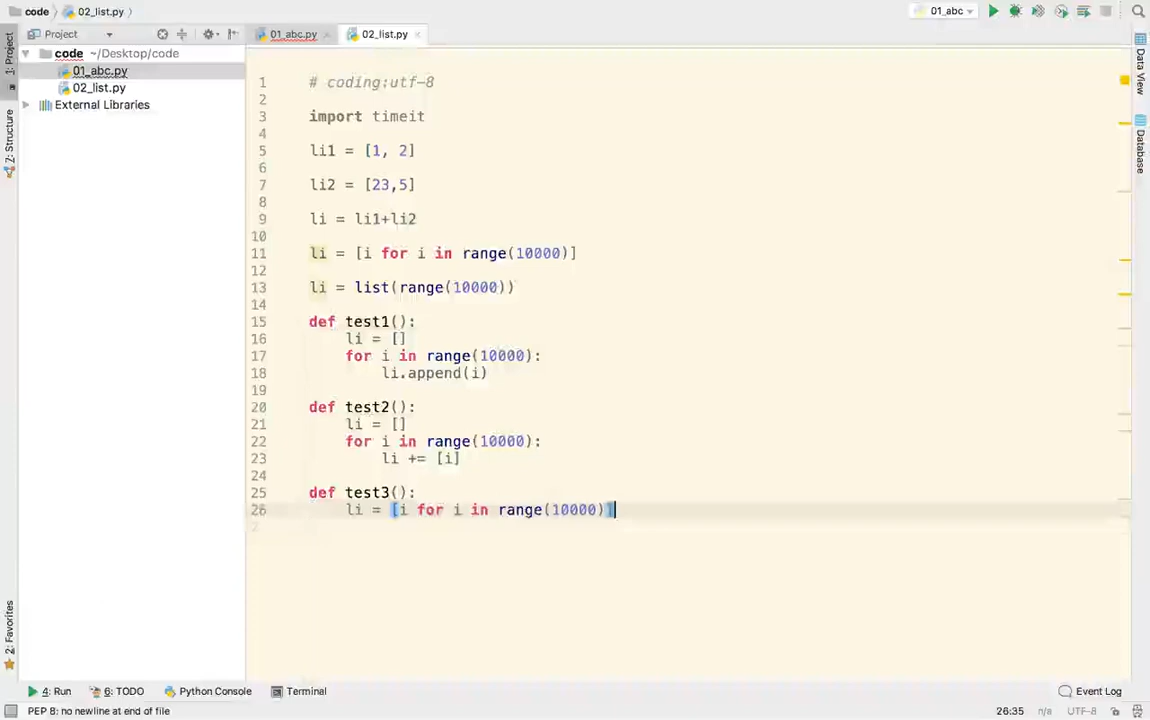 code 02_list.py 01_abc
Project 01_abc.py 02_list.py
1: Project
7: Structure
2: Favorites
Data View
Database
code ~/Desktop/code
01_abc.py
02_list.py
External Libraries
1 # coding:utf-8
2
3 import timeit
4
5 li1 = [1, 2]
6
7 li2 = [23,5]
8
9 li = li1+li2
10
11 li = [i for i in range(10000)]
12
13 li = list(range(10000))
14
15 def test1():
16     li = []
17     for i in range(10000):
18         li.append(i)
19
20 def test2():
21     li = []
22     for i in range(10000):
23         li += [i]
24
25 def test3():
26     li = [i for i in range(10000)]
4: Run 6: TODO Python Console Terminal Event Log
PEP 8: no newline at end of file 26:35 n/a UTF-8